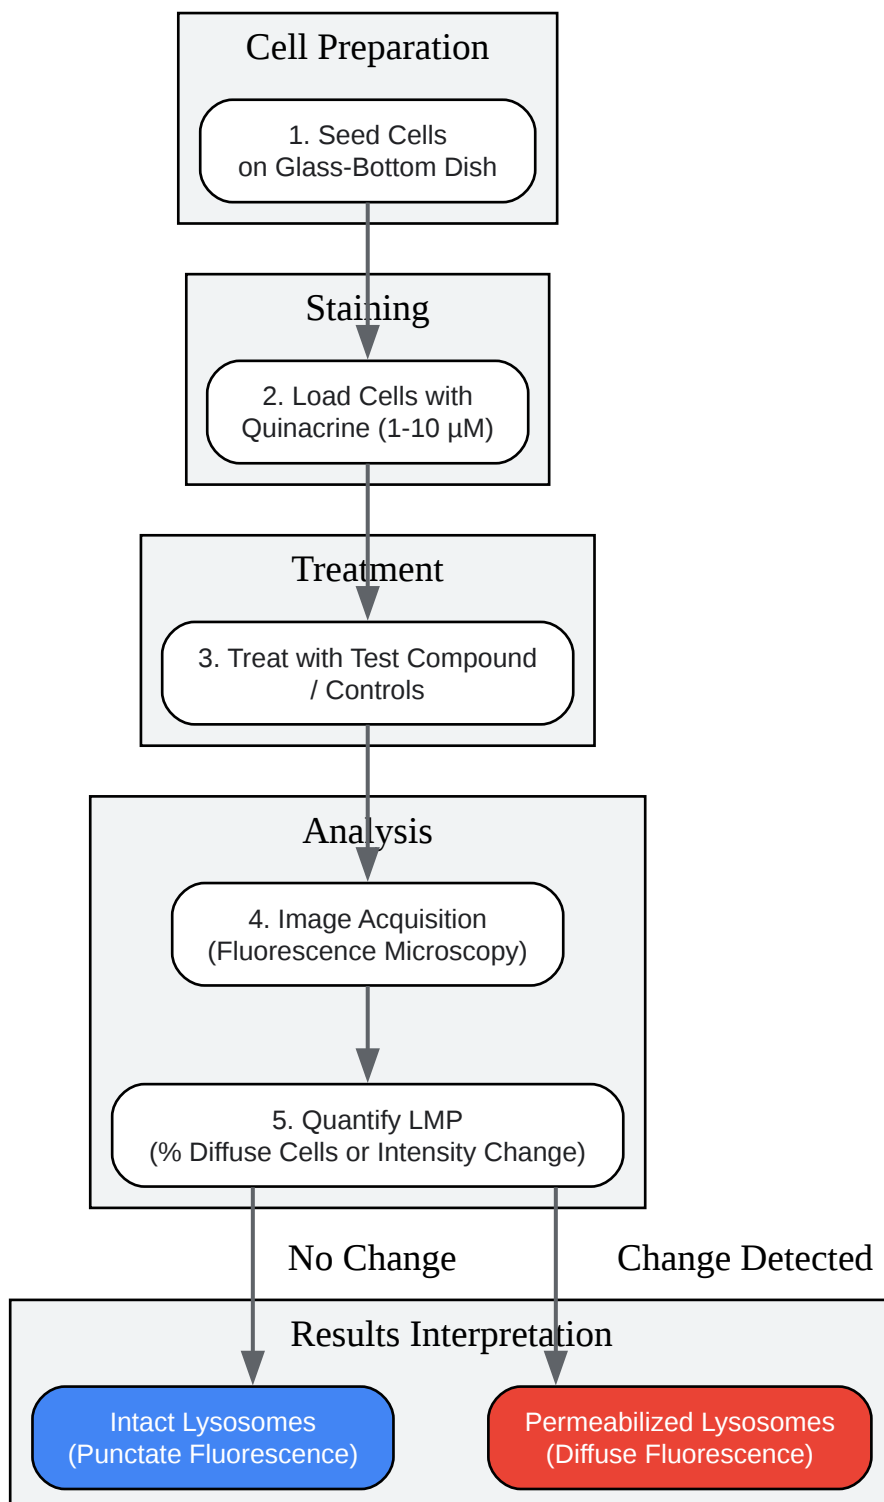 Cell Preparation
1. Seed Cells
on Glass-Bottom Dish
Staining
2. Load Cells with
Quinacrine (1-10 µM)
Treatment
3. Treat with Test Compound
/ Controls
Analysis
4. Image Acquisition
(Fluorescence Microscopy)
5. Quantify LMP
(% Diffuse Cells or Intensity Change)
No Change
Change Detected
Results Interpretation
Intact Lysosomes
(Punctate Fluorescence)
Permeabilized Lysosomes
(Diffuse Fluorescence)